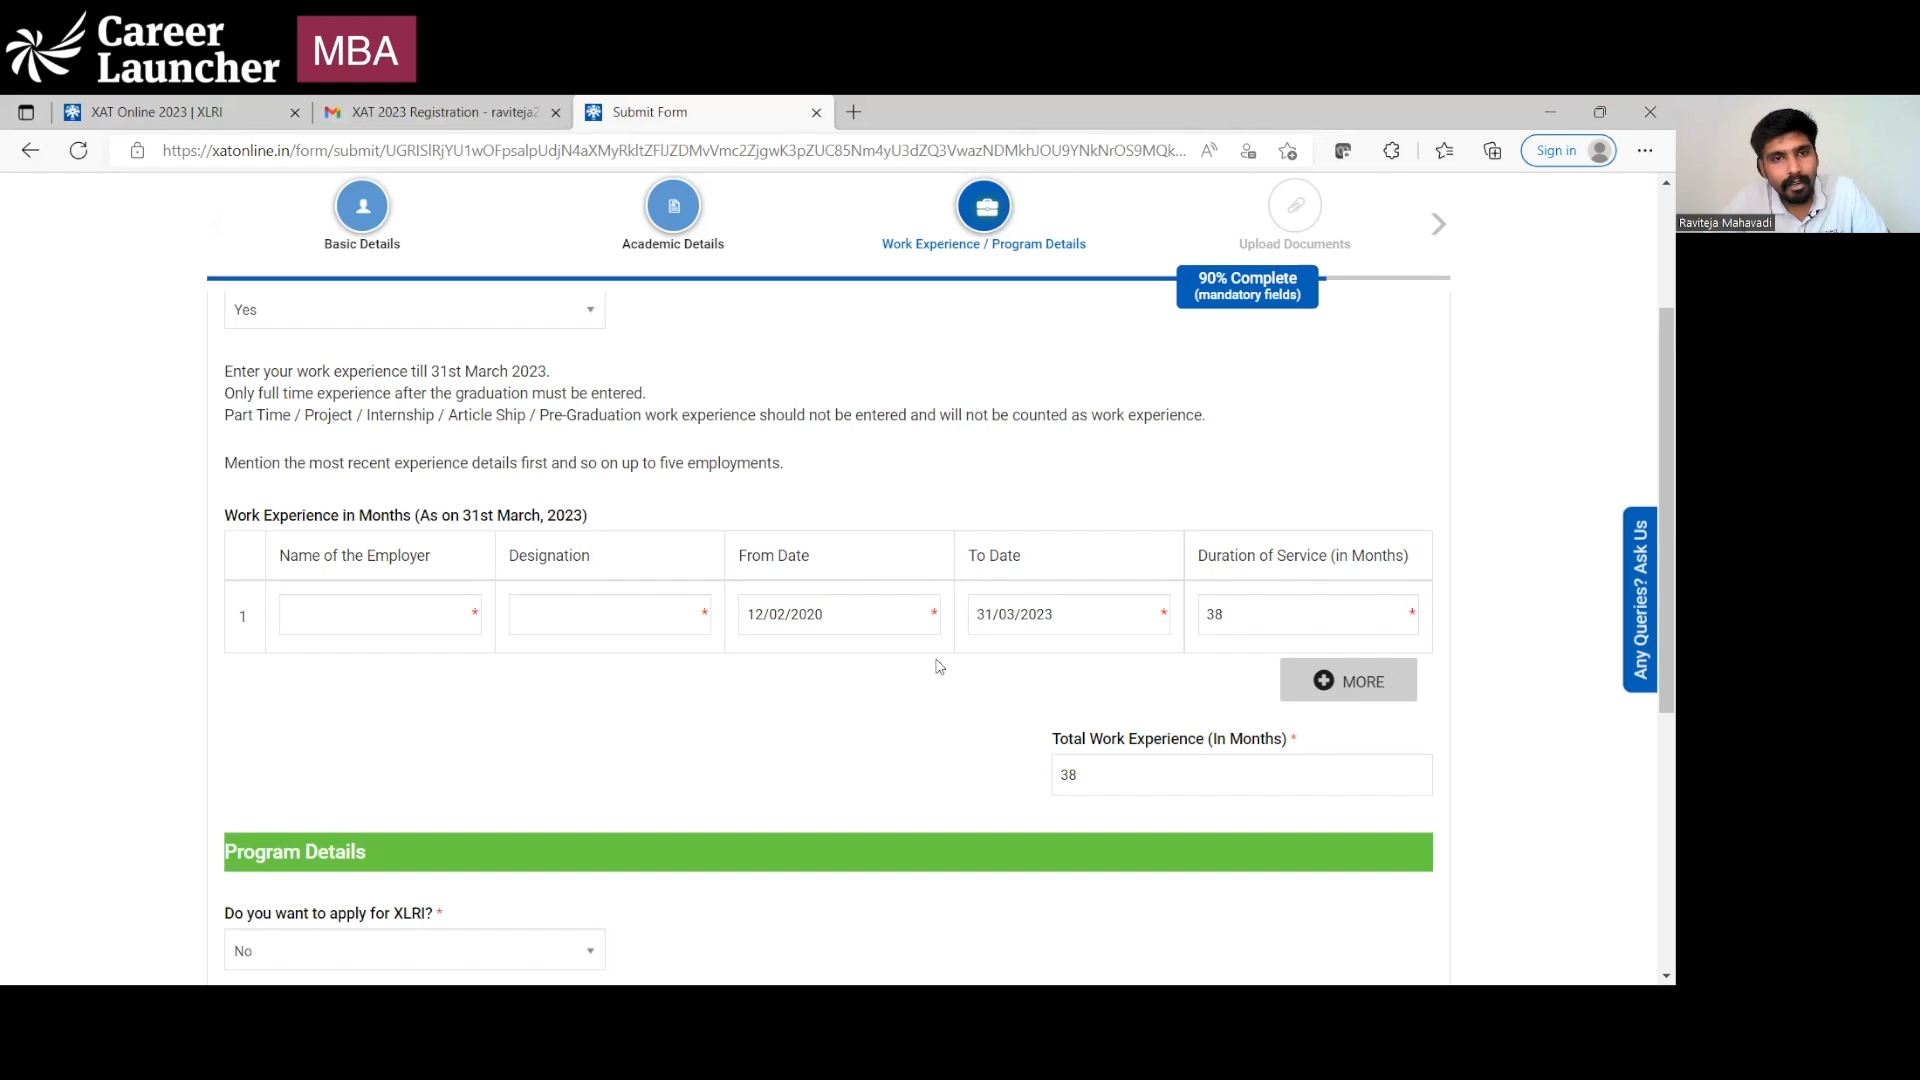 Career
Launcher
MBA
XAT Online 2023 | XLRI
XAT 2023 Registration - raviteja2
Submit Form
Sign in
Raviteja Mahavadi
Basic Details
Academic Details
Work Experience / Program Details
Upload Documents
90% Complete
(mandatory fields)
Yes
Enter your work experience till 31st March 2023.
Only full time experience after the graduation must be entered.
Part Time / Project / Internship / Article Ship / Pre-Graduation work experience should not be entered and will not be counted as work experience.
Mention the most recent experience details first and so on up to five employments.
Work Experience in Months (As on 31st March, 2023)
Name of the Employer Designation From Date To Date Duration of Service (in Months)
1 * * 12/02/2020 * 31/03/2023 * 38 *
MORE
Any Queries? Ask Us
Total Work Experience (In Months) *
38
Program Details
Do you want to apply for XLRI? *
No